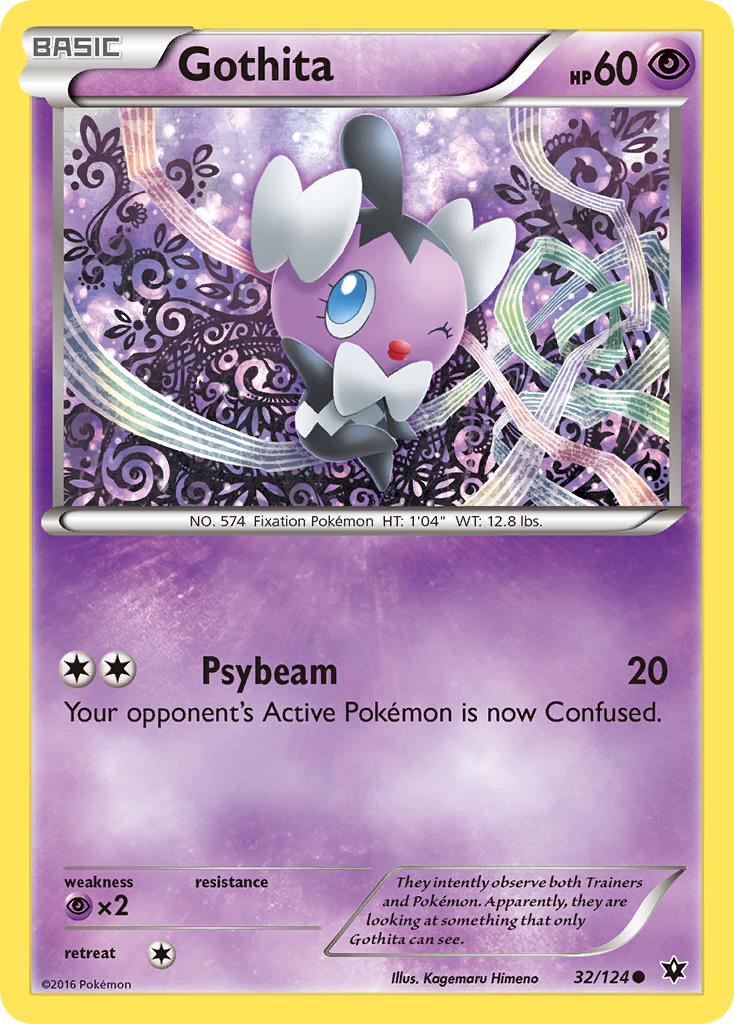 BASIC
Gothita
HP60
NO. 574 Fixation Pokémon HT: 1'04" WT: 12.8 lbs.
Psybeam 20
Your opponent's Active Pokémon is now Confused.
weakness resistance
×2
retreat
They intently observe both Trainers
and Pokémon. Apparently, they are
looking at something that only
Gothita can see.
©2016 Pokémon
Illus. Kagemaru Himeno
32/124